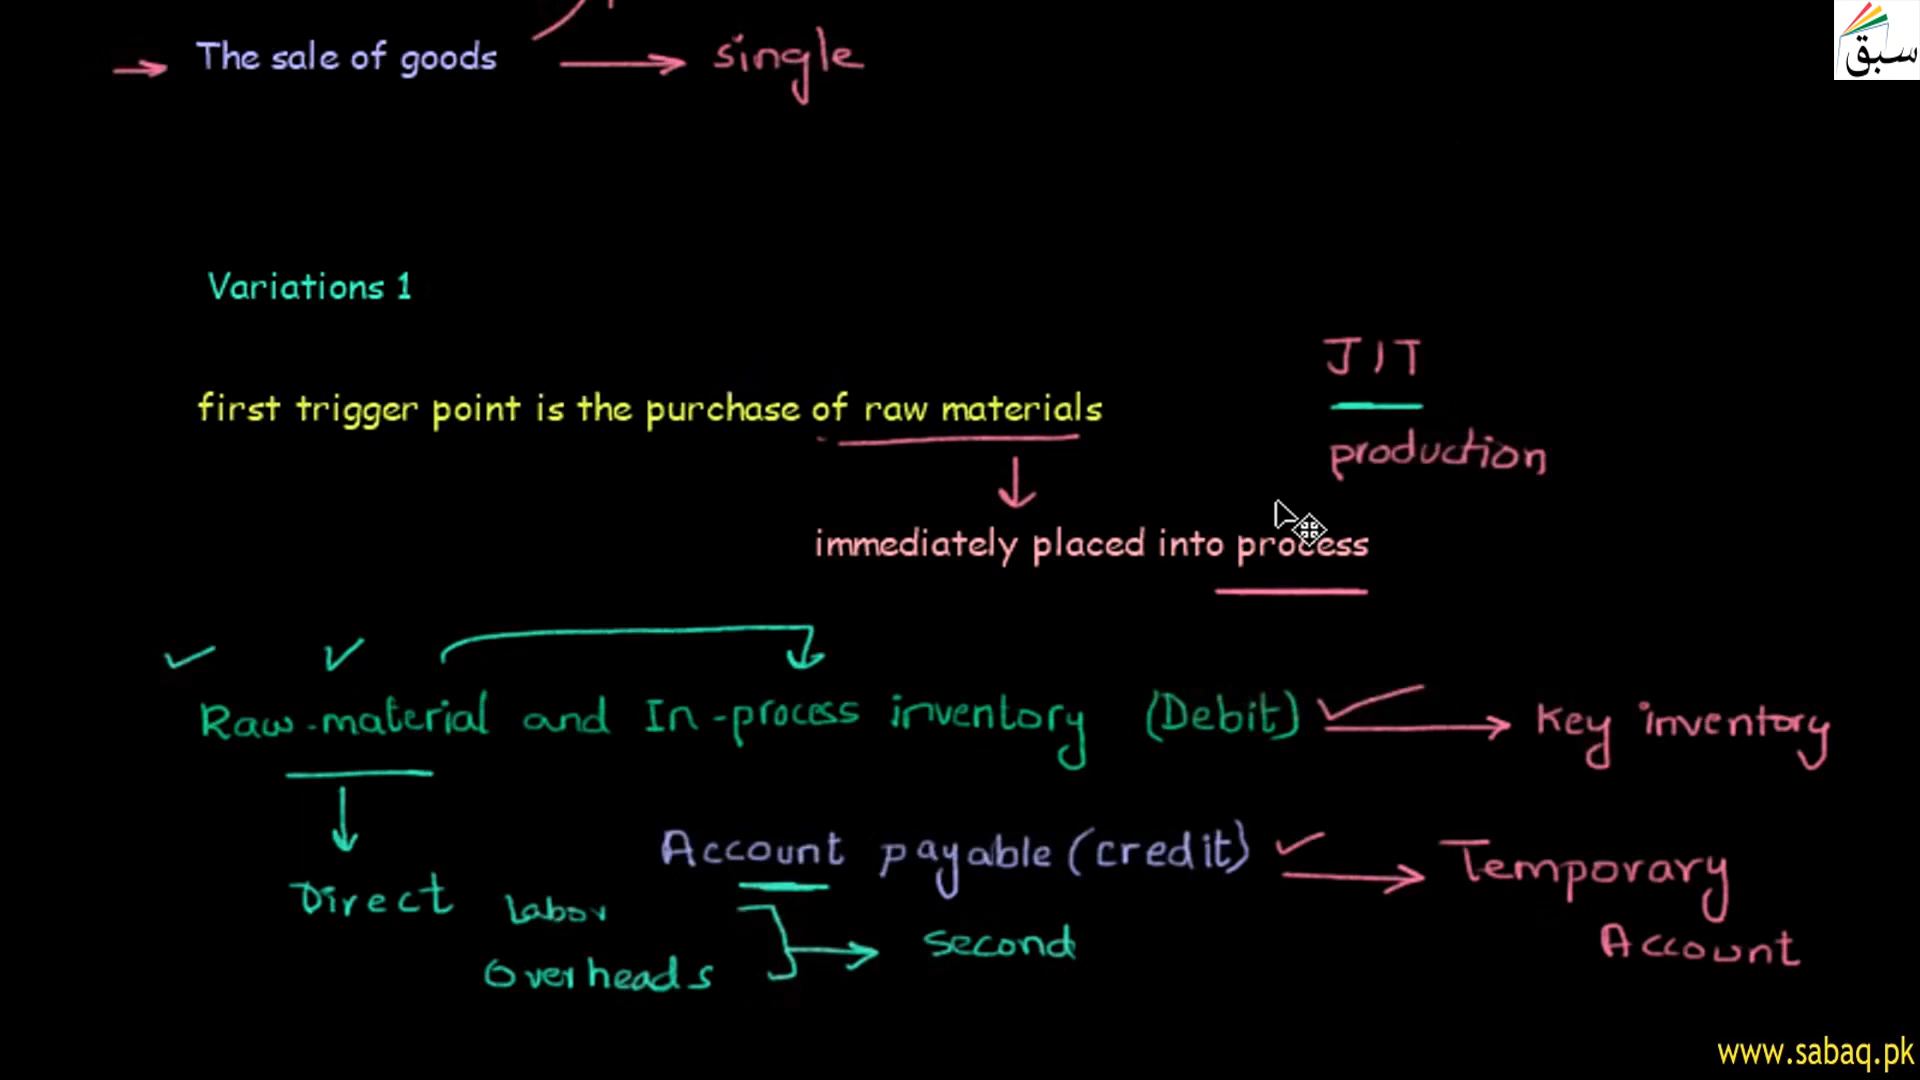 The sale of goods → single
سبق
Variations 1
JIT
first trigger point is the purchase of raw materials
production
immediately placed into process
Raw-material and In-process inventory (Debit) → Key inventory
Account payable (credit) → Temporary
Account
Direct Labor
Overheads → second
www.sabaq.pk